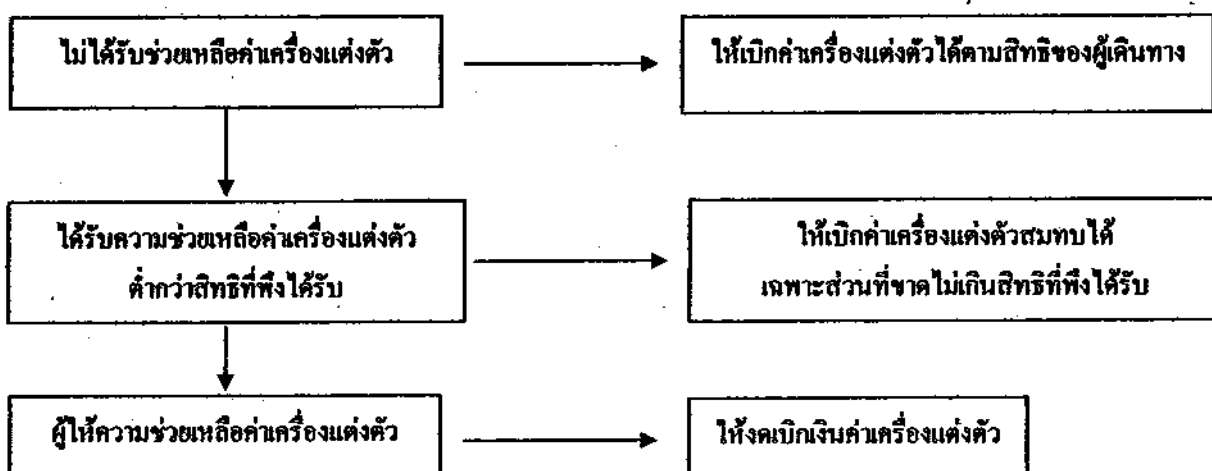 ไม่ได้รับช่วยเหลือค่าเครื่องแต่งตัว
ให้เบิกค่าเครื่องแต่งตัวได้ตามสิทธิของผู้เดินทาง
ได้รับความช่วยเหลือค่าเครื่องแต่งตัว
ต่ำกว่าสิทธิที่พึงได้รับ
ให้เบิกค่าเครื่องแต่งตัวสมทบได้
เฉพาะส่วนที่ขาดไม่เกินสิทธิที่พึงได้รับ
ผู้ให้ความช่วยเหลือค่าเครื่องแต่งตัว
ให้งดเบิกเงินค่าเครื่องแต่งตัว